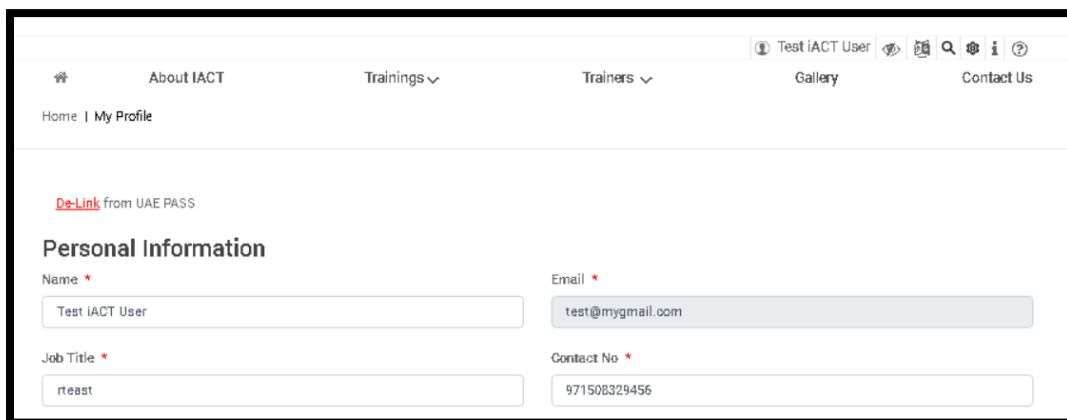 Test iACT User
About IACT Trainings Trainers Gallery Contact Us
Home | My Profile
De-Link from UAE PASS
Personal Information
Name * Email *
Test iACT User test@mygmail.com
Job Title * Contact No *
rteast 971508329456